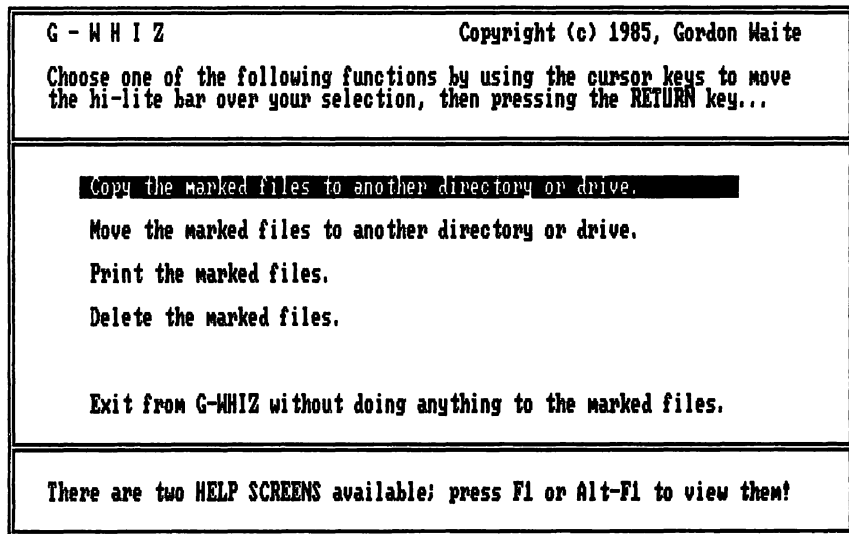 G - W H I Z Copyright (c) 1985, Gordon Waite
Choose one of the following functions by using the cursor keys to move
the hi-lite bar over your selection, then pressing the RETURN key...
Copy the marked files to another directory or drive.
Move the marked files to another directory or drive.
Print the marked files.
Delete the marked files.
Exit from G-WHIZ without doing anything to the marked files.
There are two HELP SCREENS available; press F1 or Alt-F1 to view them!